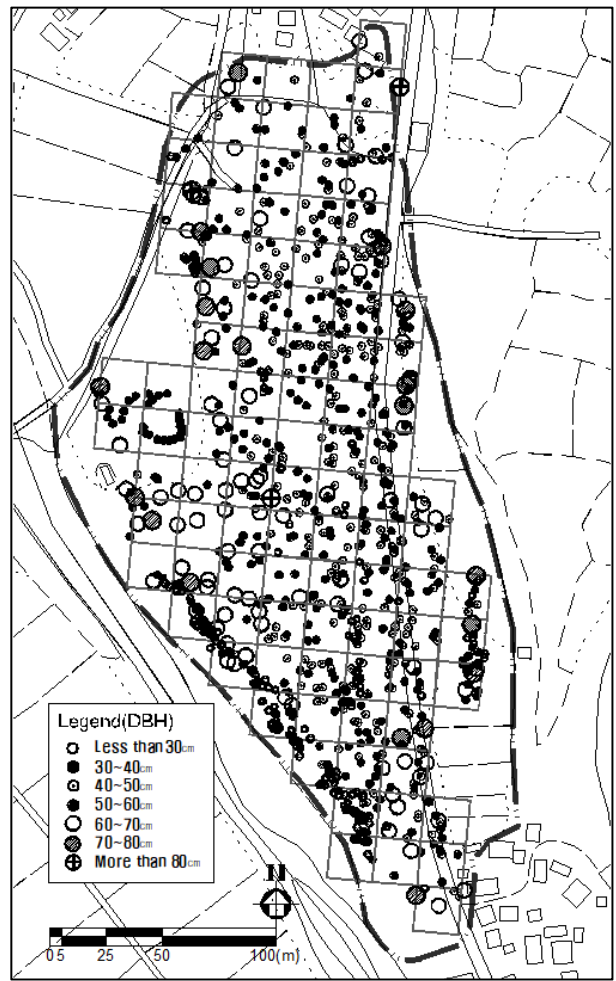 Legend(DBH)
Less than 30cm
30~40cm
40~50cm
50~60cm
60~70cm
70~80cm
More than 80cm
N
0 5 25 50 100(m).